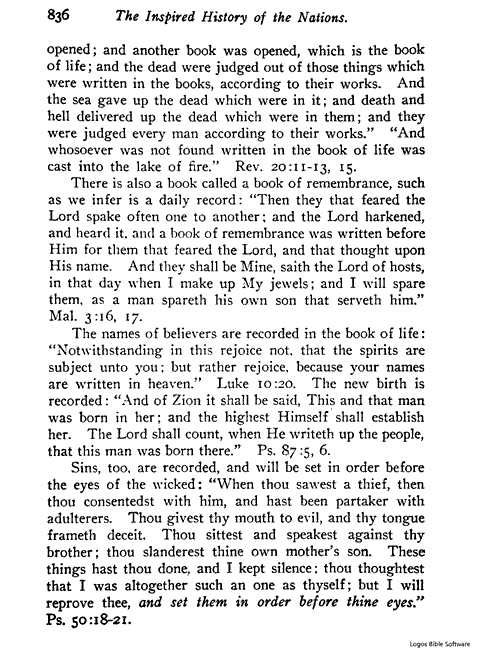 836 The Inspired History of the Nations.
opened; and another book was opened, which is the book
of life; and the dead were judged out of those things which
were written in the books, according to their works. And
the sea gave up the dead which were in it; and death and
hell delivered up the dead which were in them; and they
were judged every man according to their works.” “And
whosoever was not found written in the book of life was
cast into the lake of fire.” Rev. 20:11-13, 15.
There is also a book called a book of remembrance, such
as we infer is a daily record: “Then they that feared the
Lord spake often one to another; and the Lord harkened,
and heard it, and a book of remembrance was written before
Him for them that feared the Lord, and that thought upon
His name. And they shall be Mine, saith the Lord of hosts,
in that day when I make up My jewels; and I will spare
them, as a man spareth his own son that serveth him.”
Mal. 3:16, 17.
The names of believers are recorded in the book of life:
“Notwithstanding in this rejoice not, that the spirits are
subject unto you; but rather rejoice, because your names
are written in heaven.” Luke 10:20. The new birth is
recorded: “And of Zion it shall be said, This and that man
was born in her; and the highest Himself shall establish
her. The Lord shall count, when He writeth up the people,
that this man was born there.” Ps. 87:5, 6.
Sins, too, are recorded, and will be set in order before
the eyes of the wicked: “When thou sawest a thief, then
thou consentedst with him, and hast been partaker with
adulterers. Thou givest thy mouth to evil, and thy tongue
frameth deceit. Thou sittest and speakest against thy
brother; thou slanderest thine own mother’s son. These
things hast thou done, and I kept silence; thou thoughtest
that I was altogether such an one as thyself; but I will
reprove thee, and set them in order before thine eyes.”
Ps. 50:18-21.
Logos Bible Software